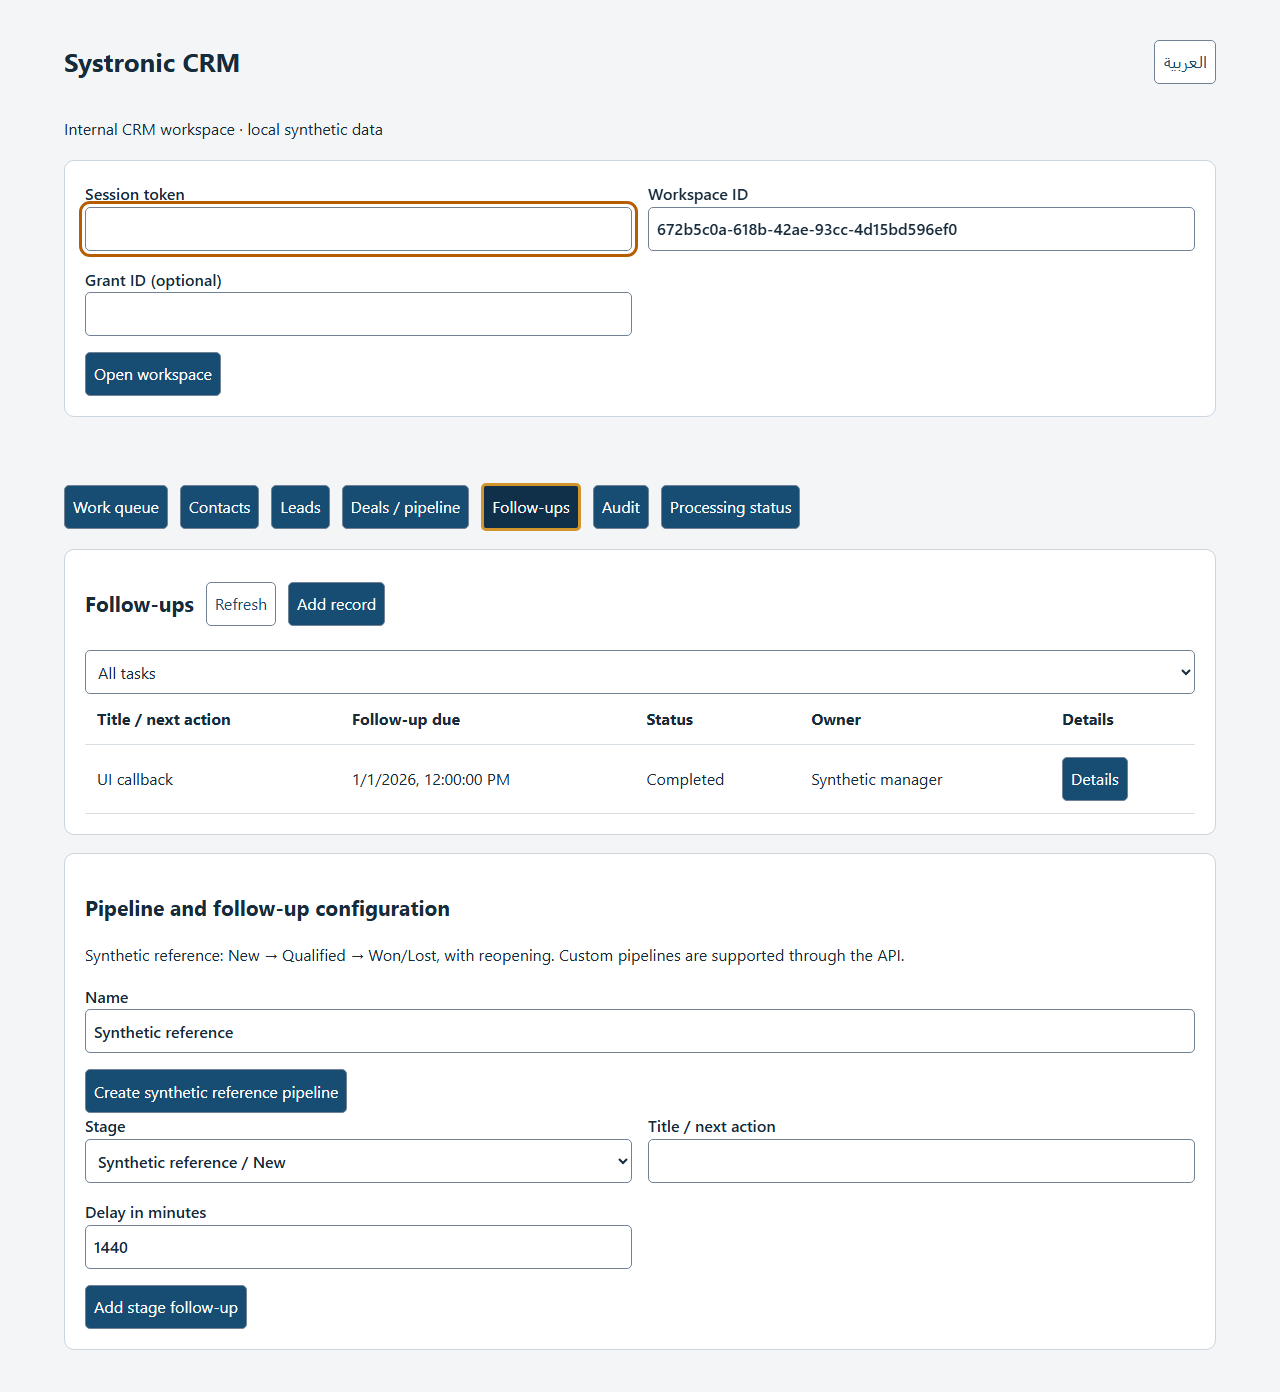 Systronic CRM
العربية
Internal CRM workspace · local synthetic data
Session token
Workspace ID
672b5c0a-618b-42ae-93cc-4d15bd596ef0
Grant ID (optional)
Open workspace
Work queue
Contacts
Leads
Deals / pipeline
Follow-ups
Audit
Processing status
Follow-ups
Refresh
Add record
All tasks
Title / next action Follow-up due Status Owner Details
UI callback 1/1/2026, 12:00:00 PM Completed Synthetic manager Details
Pipeline and follow-up configuration
Synthetic reference: New → Qualified → Won/Lost, with reopening. Custom pipelines are supported through the API.
Name
Synthetic reference
Create synthetic reference pipeline
Stage
Synthetic reference / New
Title / next action
Delay in minutes
1440
Add stage follow-up